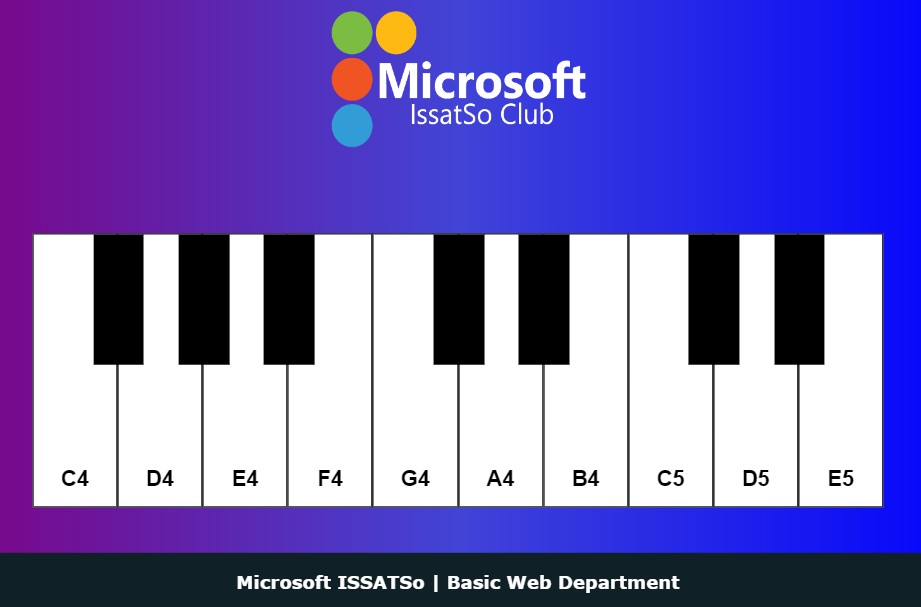 Microsoft
IssatSo Club
C4 D4 E4 F4 G4 A4 B4 C5 D5 E5
Microsoft ISSATSo | Basic Web Department